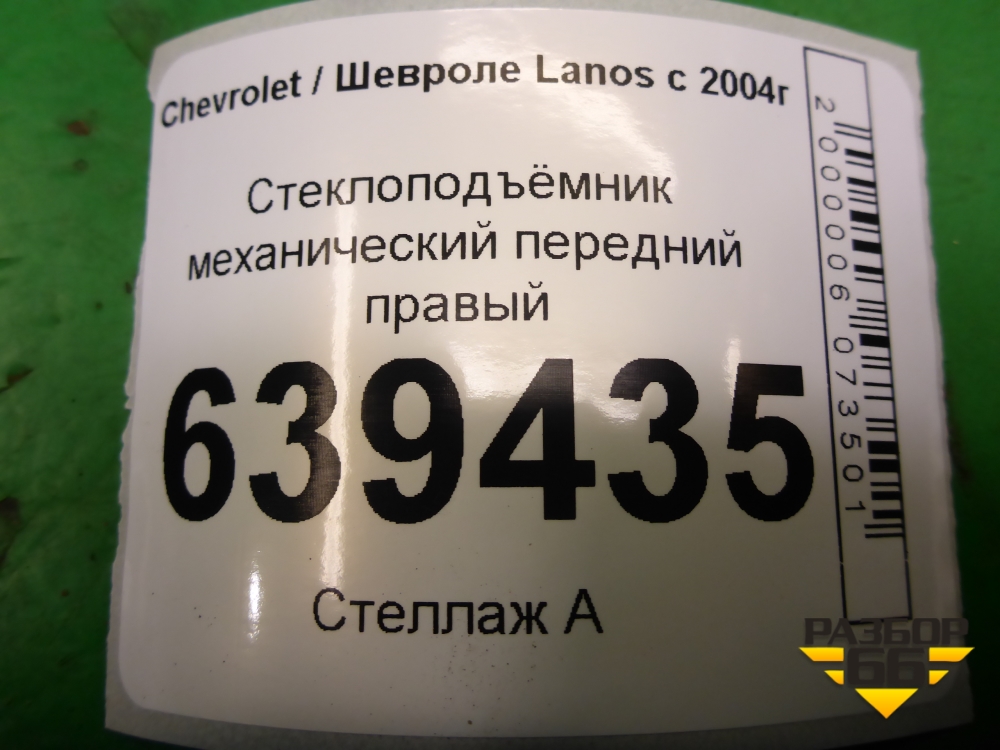 Chevrolet / Шевроле Lanos с 2004г
Стеклоподъёмник
механический передний
правый
639435
Стеллаж А
2000006073501
РАЗБОР
66